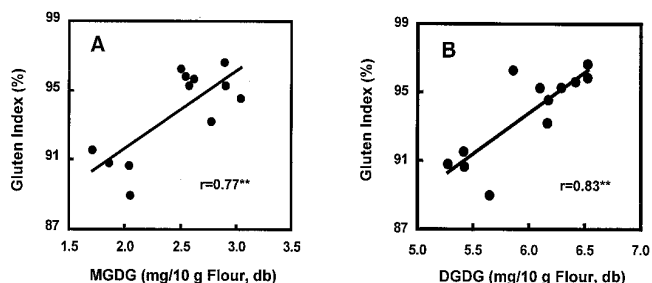 99
95
91
87
Gluten Index (%)
A
r=0.77**
1.5 2.0 2.5 3.0 3.5
MGDG (mg/10 g Flour, db)
99
95
91
87
Gluten Index (%)
B
r=0.83**
5.0 5.5 6.0 6.5 7.0
DGDG (mg/10 g Flour, db)